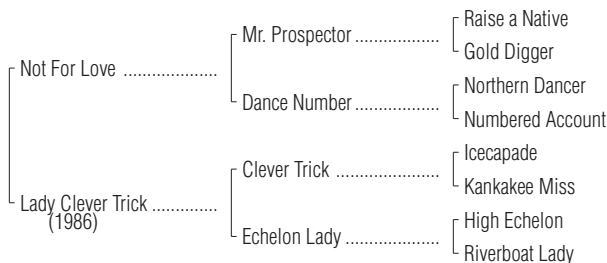 Raise a Native
Mr. Prospector ..................
Gold Digger
Not For Love ....................
Northern Dancer
Dance Number ..................
Numbered Account
Icecapade
Clever Trick ......................
Kankakee Miss
Lady Clever Trick ..............
(1986)
High Echelon
Echelon Lady ....................
Riverboat Lady